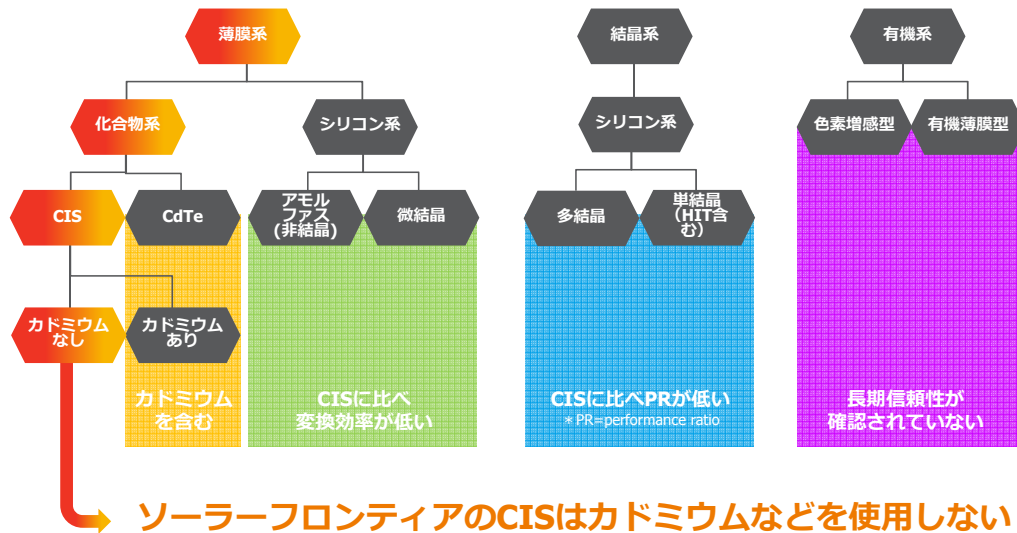 薄膜系
結晶系
有機系
化合物系
シリコン系
シリコン系
色素増感型
有機薄膜型
CIS
CdTe
アモル
ファス
(非結晶)
微結晶
多結晶
単結晶
（HIT含
む）
カドミウム
なし
カドミウム
あり
カドミウム
を含む
CISに比べ
変換効率が低い
CISに比べPRが低い
＊PR=performance ratio
長期信頼性が
確認されていない
ソーラーフロンティアのCISはカドミウムなどを使用しない